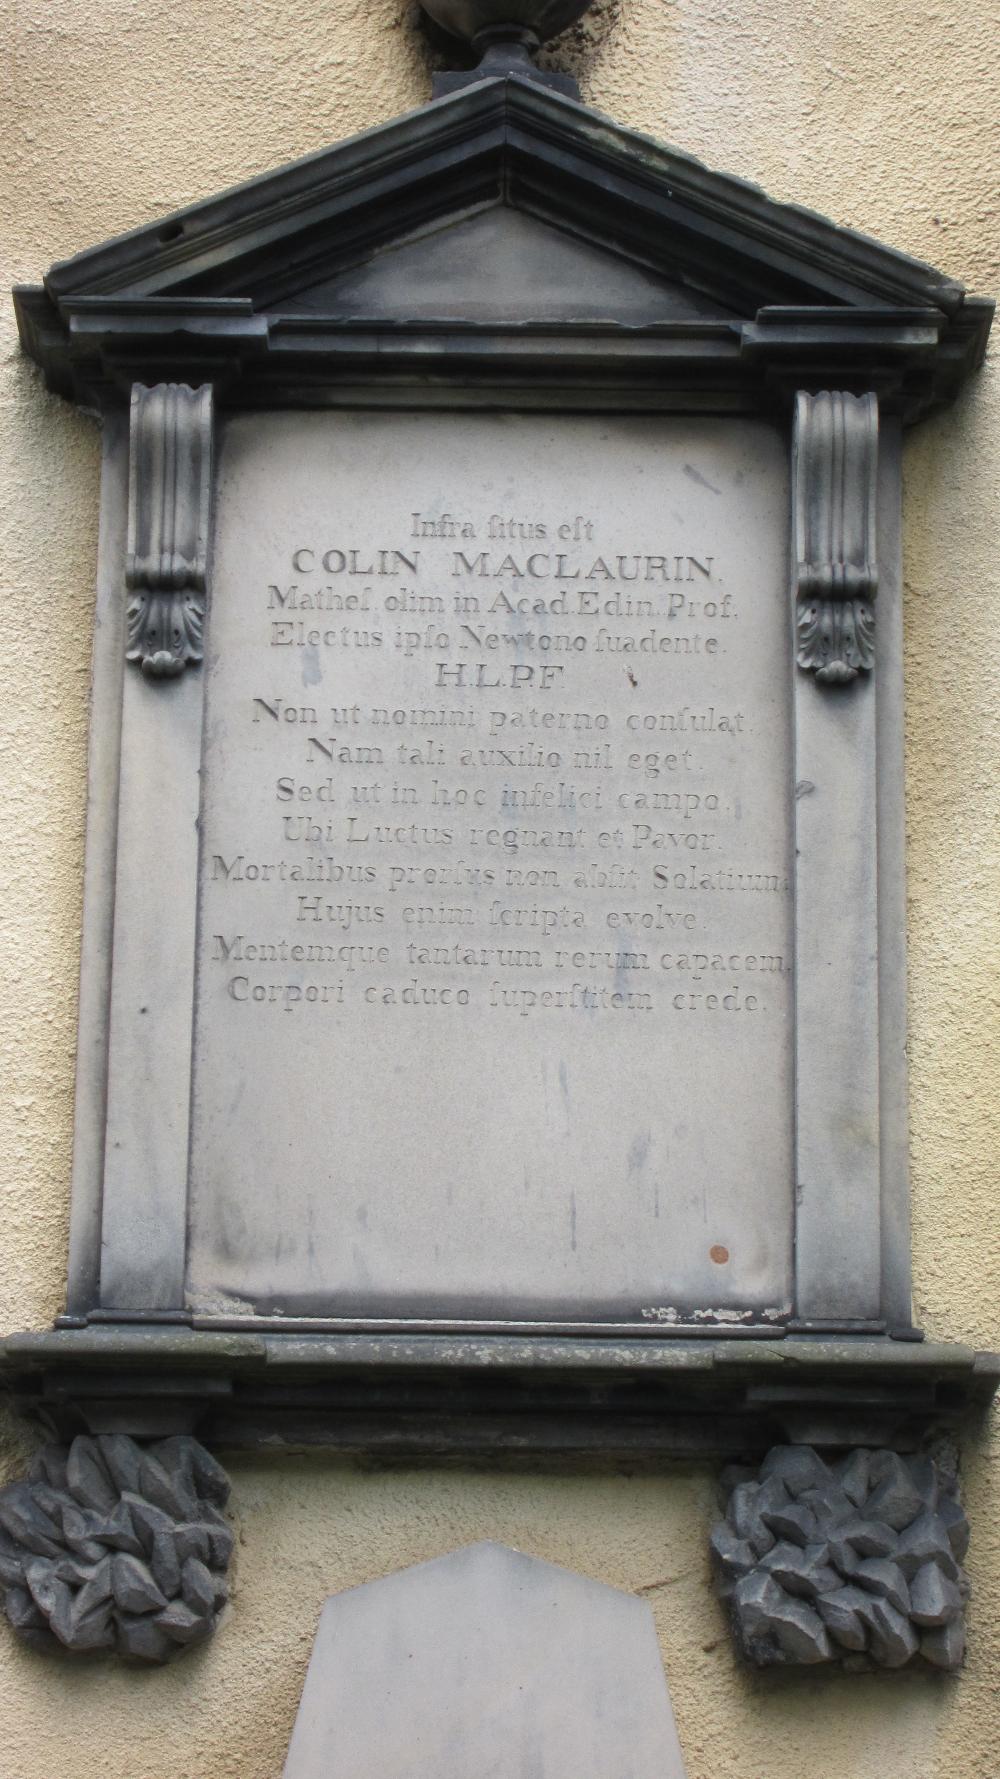 Infra ſitus eſt
COLIN MACLAURIN.
Matheſ. olim in Acad. Edin. Prof.
Electus ipſo Newtono ſuadente.
H.L.P.F.
Non ut nomini paterno conſulat.
Nam tali auxilio nil eget.
Sed ut in hoc infelici campo.
Ubi Luctus regnant et Pavor.
Mortalibus prorſus non abſit Solatium:
Hujus enim ſcripta evolve.
Mentemque tantarum rerum capacem.
Corpori caduco ſuperſtitem crede.